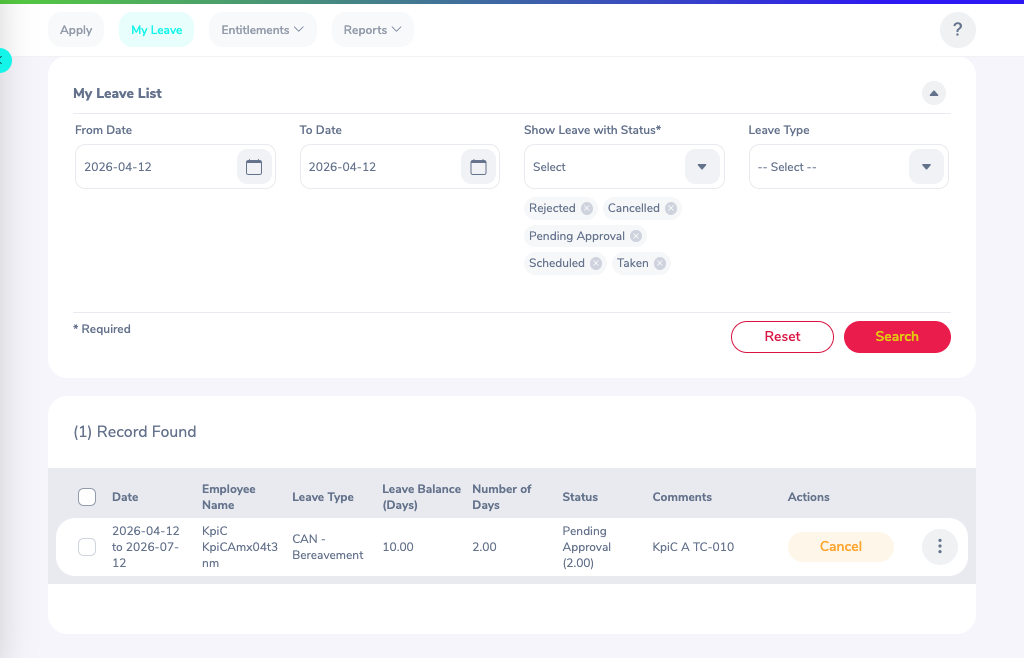 Apply My Leave Entitlements Reports ?
My Leave List
From Date To Date Show Leave with Status* Leave Type
2026-04-12 2026-04-12 Select -- Select --
Rejected Cancelled
Pending Approval
Scheduled Taken
* Required
Reset Search
(1) Record Found
Date Employee Name Leave Type Leave Balance (Days) Number of Days Status Comments Actions
2026-04-12 to 2026-07-12 KpiC KpiCAmx04t3nm CAN - Bereavement 10.00 2.00 Pending Approval (2.00) KpiC A TC-010 Cancel